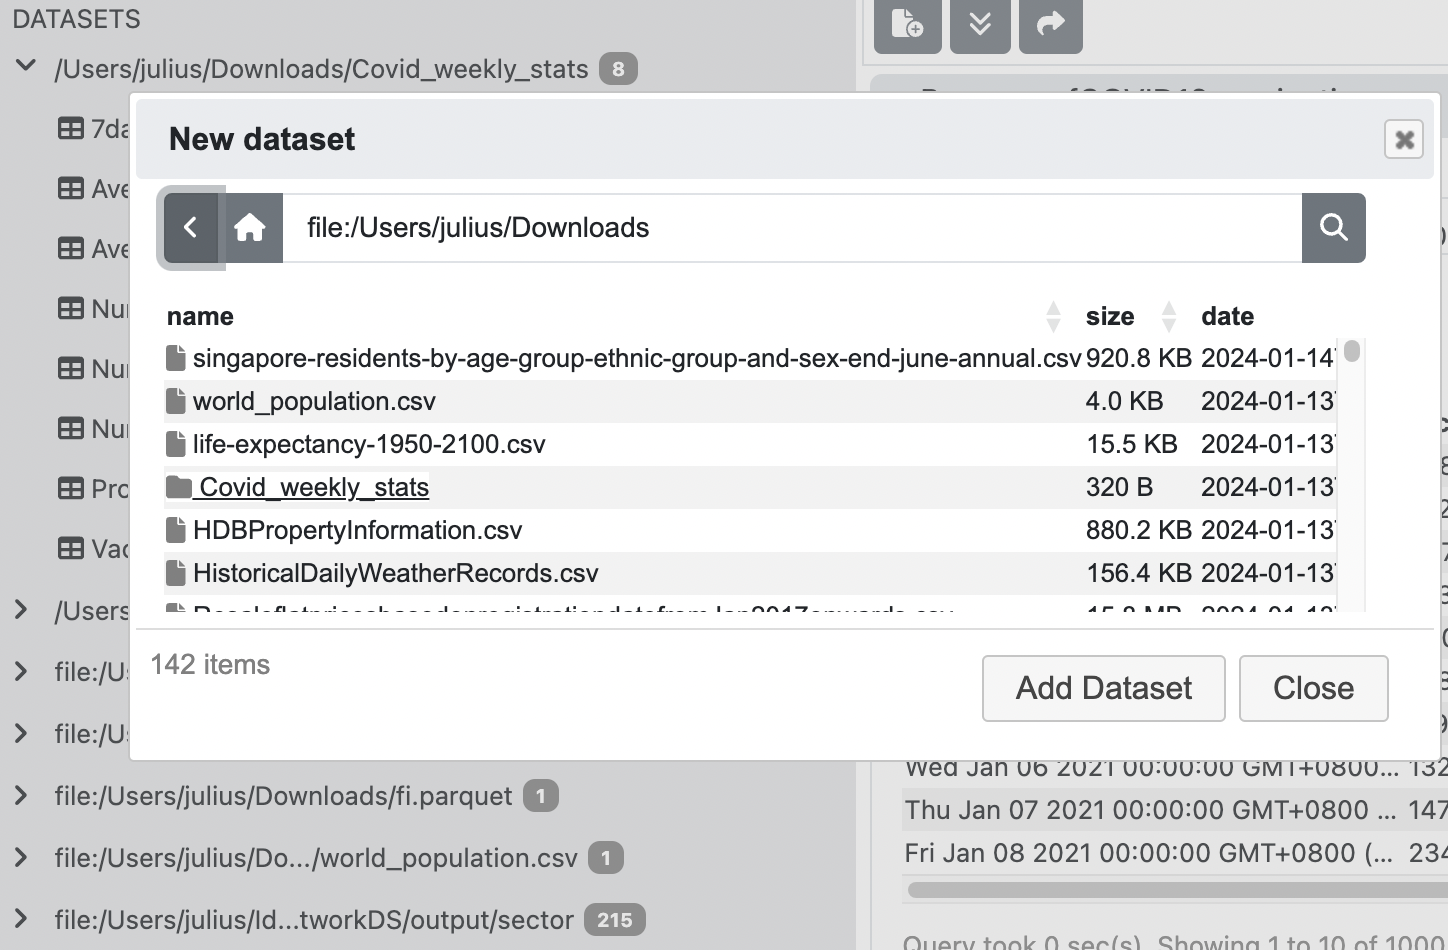 DATASETS
/Users/julius/Downloads/Covid_weekly_stats 8
New dataset
file:/Users/julius/Downloads
name size date
singapore-residents-by-age-group-ethnic-group-and-sex-end-june-annual.csv 920.8 KB 2024-01-14
world_population.csv 4.0 KB 2024-01-13
life-expectancy-1950-2100.csv 15.5 KB 2024-01-13
Covid_weekly_stats 320 B 2024-01-13
HDBPropertyInformation.csv 880.2 KB 2024-01-13
HistoricalDailyWeatherRecords.csv 156.4 KB 2024-01-13
142 items
Add Dataset Close
7da
Ave
Ave
Nu
Nu
Nu
Pro
Vac
/Users
file:/U
file:/U
file:/Users/julius/Downloads/fi.parquet 1
file:/Users/julius/Do.../world_population.csv 1
file:/Users/julius/Id...tworkDS/output/sector 215
Wed Jan 06 2021 00:00:00 GMT+0800... 132
Thu Jan 07 2021 00:00:00 GMT+0800 ... 147
Fri Jan 08 2021 00:00:00 GMT+0800 (... 234
Query took 0 sec(s). Showing 1 to 10 of 1000